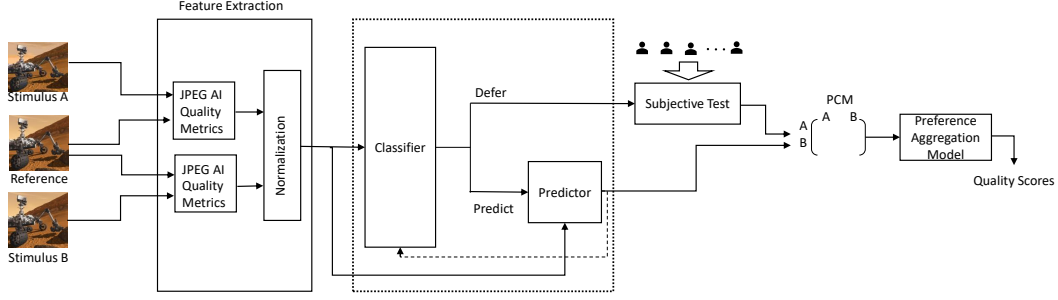 Feature Extraction
Stimulus A
Reference
Stimulus B
JPEG AI
Quality
Metrics
JPEG AI
Quality
Metrics
Normalization
Classifier
Defer
Predict
Predictor
Subjective Test
PCM
A B
A
B
Preference
Aggregation
Model
Quality Scores